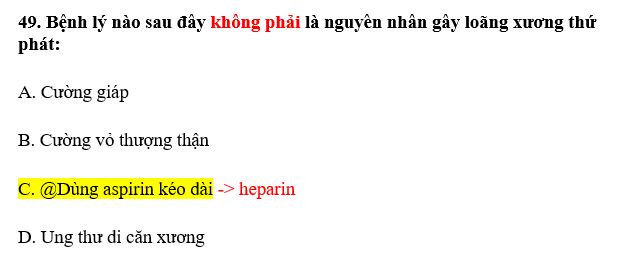 49. Bệnh lý nào sau đây không phải là nguyên nhân gây loãng xương thứ
phát:
A. Cường giáp
B. Cường vỏ thượng thận
C. @Dùng aspirin kéo dài -> heparin
D. Ung thư di căn xương